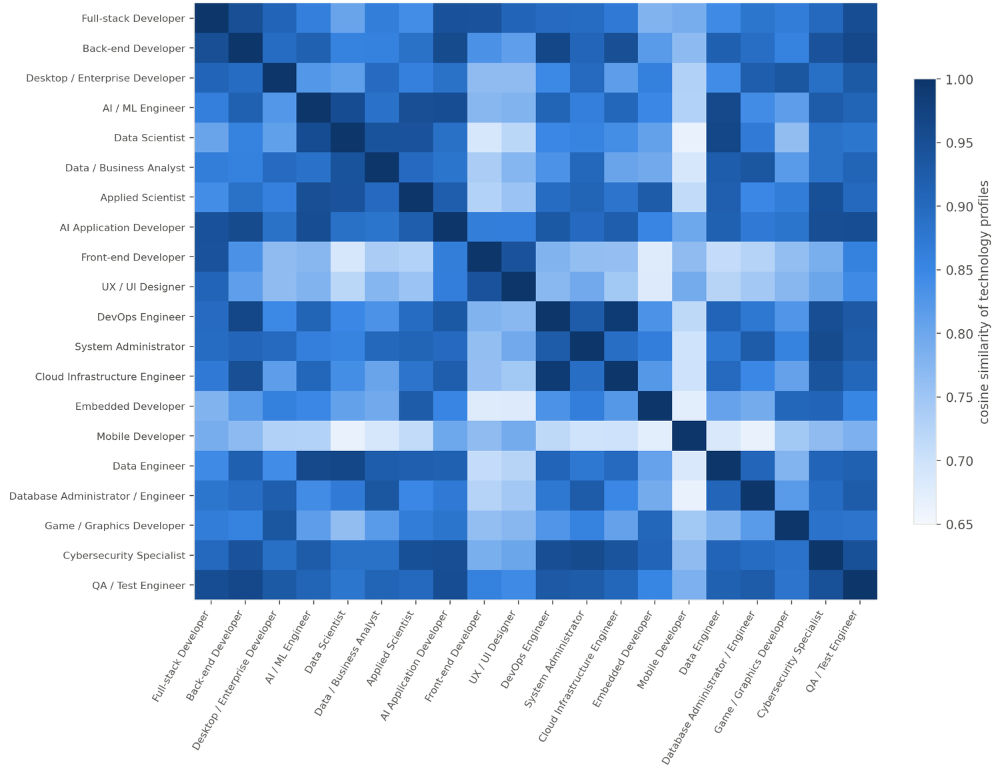 Full-stack Developer
Back-end Developer
Desktop / Enterprise Developer
AI / ML Engineer
Data Scientist
Data / Business Analyst
Applied Scientist
AI Application Developer
Front-end Developer
UX / UI Designer
DevOps Engineer
System Administrator
Cloud Infrastructure Engineer
Embedded Developer
Mobile Developer
Data Engineer
Database Administrator / Engineer
Game / Graphics Developer
Cybersecurity Specialist
QA / Test Engineer
Full-stack Developer
Back-end Developer
Desktop / Enterprise Developer
AI / ML Engineer
Data Scientist
Data / Business Analyst
Applied Scientist
AI Application Developer
Front-end Developer
UX / UI Designer
DevOps Engineer
System Administrator
Cloud Infrastructure Engineer
Embedded Developer
Mobile Developer
Data Engineer
Database Administrator / Engineer
Game / Graphics Developer
Cybersecurity Specialist
QA / Test Engineer
1.00
0.95
0.90
0.85
0.80
0.75
0.70
0.65
cosine similarity of technology profiles